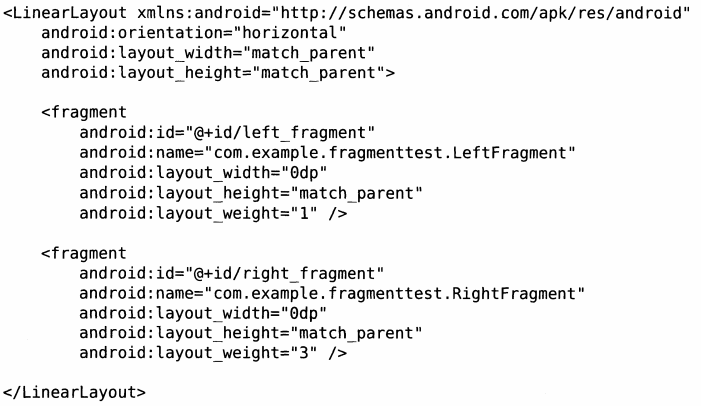 <LinearLayout xmlns:android="http://schemas.android.com/apk/res/android"
    android:orientation="horizontal"
    android:layout_width="match_parent"
    android:layout_height="match_parent">

    <fragment
        android:id="@+id/left_fragment"
        android:name="com.example.fragmenttest.LeftFragment"
        android:layout_width="0dp"
        android:layout_height="match_parent"
        android:layout_weight="1" />

    <fragment
        android:id="@+id/right_fragment"
        android:name="com.example.fragmenttest.RightFragment"
        android:layout_width="0dp"
        android:layout_height="match_parent"
        android:layout_weight="3" />

</LinearLayout>